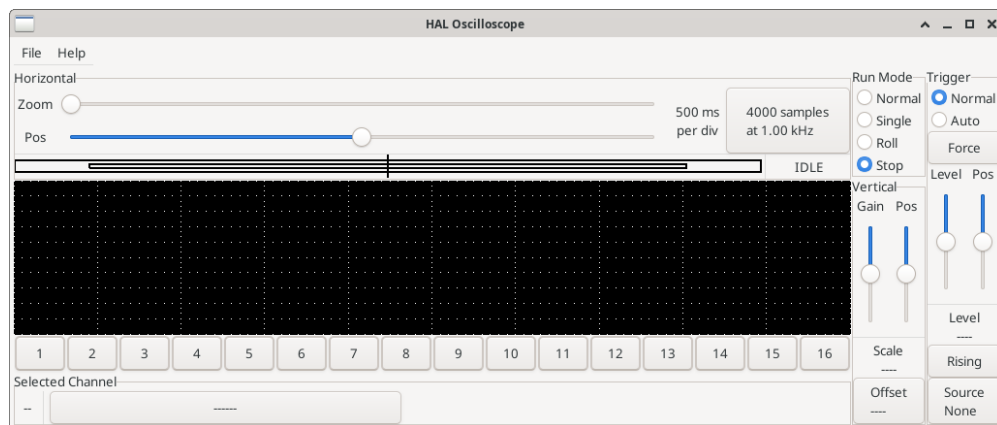 HAL Oscilloscope
File Help
Horizontal
Zoom
Pos
500 ms
per div
4000 samples
at 1.00 kHz
IDLE
Run Mode
Normal
Single
Roll
Stop
Trigger
Normal
Auto
Force
Level Pos
Vertical
Gain Pos
1 2 3 4 5 6 7 8 9 10 11 12 13 14 15 16
Scale
----
Offset
----
Level
----
Rising
Source
None
Selected Channel
--
------